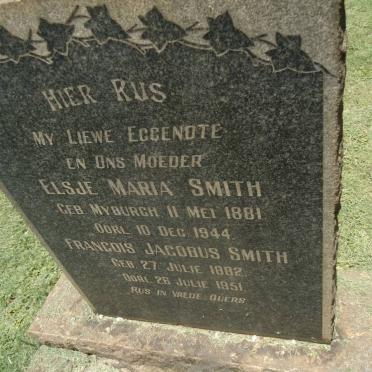 HIER RUS
MY LIEWE EGGENOTE
EN ONS MOEDER
ELSJE MARIA SMITH
GEB MYBURGH 11 MEI 1881
OORL 10 DEC 1944
FRANCOIS JACOBUS SMITH
GEB. 27 JULIE 1882
OORL 26 JULIE 1951
RUS IN VREDE OUERS